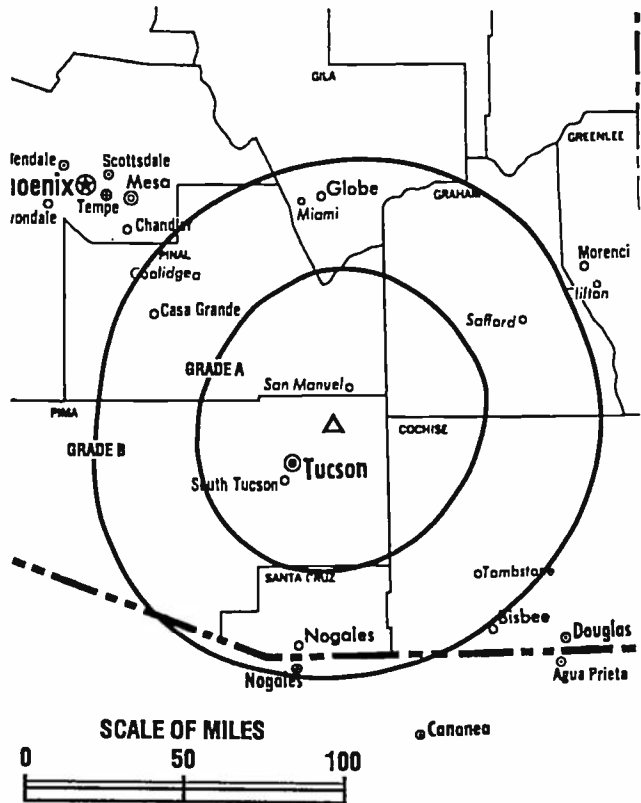 GILA
GREENLEE
Scottsdale
Mesa
Tempe
Chandler
PINAL
Globe
Miami
GRAHAM
Morenci
Coolidge
Casa Grande
Safford
GRADE A
San Manuel
PIMA
COCHISE
GRADE B
Tucson
South Tucson
SANTA CRUZ
Tombstone
Bisbee
Nogales
Douglas
Nogales
Agua Prieta
SCALE OF MILES
Cananea
0 50 100